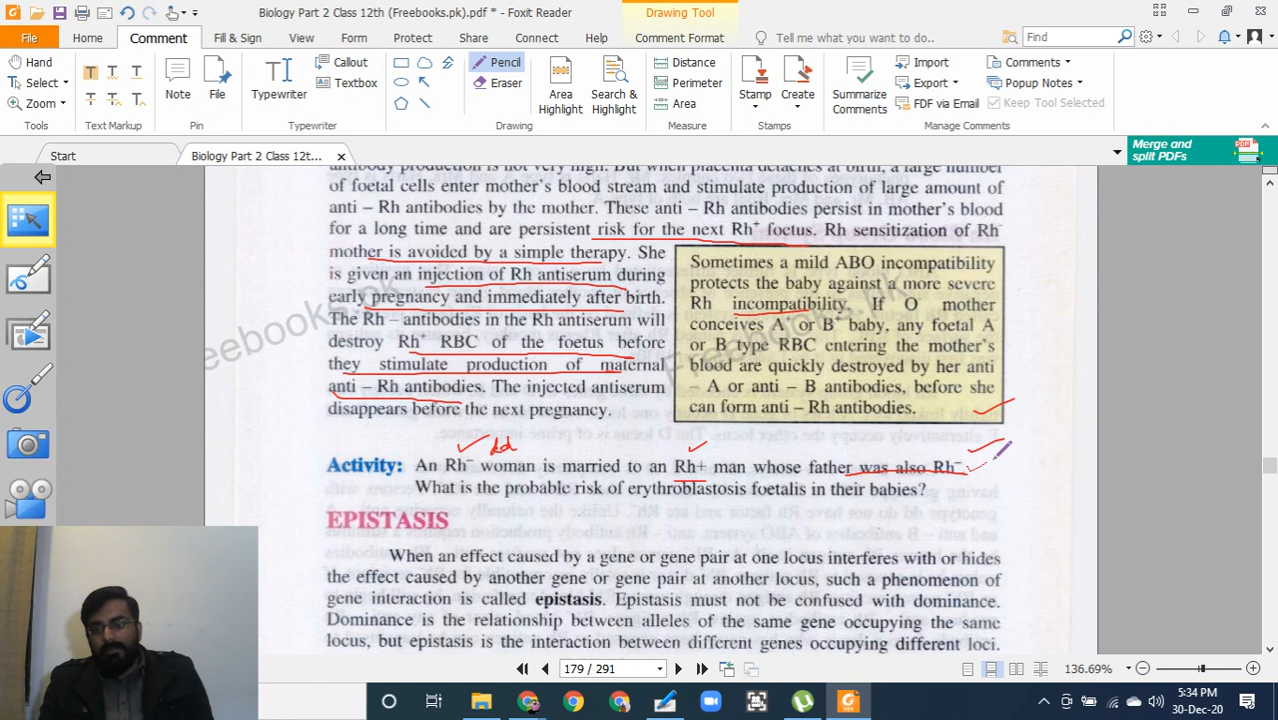 Biology Part 2 Class 12th (Freebooks.pk).pdf * - Foxit Reader
Drawing Tool
File Home Comment Fill & Sign View Form Protect Share Connect Help Comment Format Tell me what you want to do.. Find
Hand Select Zoom Tools
Text Markup
Note File Pin
Typewriter Callout Textbox Typewriter
Pencil Eraser Drawing
Area Highlight Search & Highlight
Distance Perimeter Area Measure
Stamp Create Stamps
Summarize Comments Import Export FDF via Email Comments Popup Notes Keep Tool Selected Manage Comments
Start Biology Part 2 Class 12t... Merge and split PDFs
antibody produced is not very high. But when placenta detaches at birth, a large number
of foetal cells enter mother's blood stream and stimulate production of large amount of
anti – Rh antibodies by the mother. These anti – Rh antibodies persist in mother's blood
for a long time and are persistent risk for the next Rh⁺ foetus. Rh sensitization of Rh⁻
mother is avoided by a simple therapy. She
is given an injection of Rh antiserum during
early pregnancy and immediately after birth.
The Rh – antibodies in the Rh antiserum will
destroy Rh⁺ RBC of the foetus before
they stimulate production of maternal
anti – Rh antibodies. The injected antiserum
disappears before the next pregnancy.
Sometimes a mild ABO incompatibility
protects the baby against a more severe
Rh incompatibility. If O⁻ mother
conceives A⁺ or B⁺ baby, any foetal A
or B type RBC entering the mother's
blood are quickly destroyed by her anti
– A or anti – B antibodies, before she
can form anti – Rh antibodies.
dd
Activity: An Rh⁻ woman is married to an Rh+ man whose father was also Rh⁻
What is the probable risk of erythroblastosis foetalis in their babies?
EPISTASIS
When an effect caused by a gene or gene pair at one locus interferes with or hides
the effect caused by another gene or gene pair at another locus, such a phenomenon of
gene interaction is called epistasis. Epistasis must not be confused with dominance.
Dominance is the relationship between alleles of the same gene occupying the same
locus, but epistasis is the interaction between different genes occupying different loci.
179 / 291 136.69%
5:34 PM
30-Dec-20